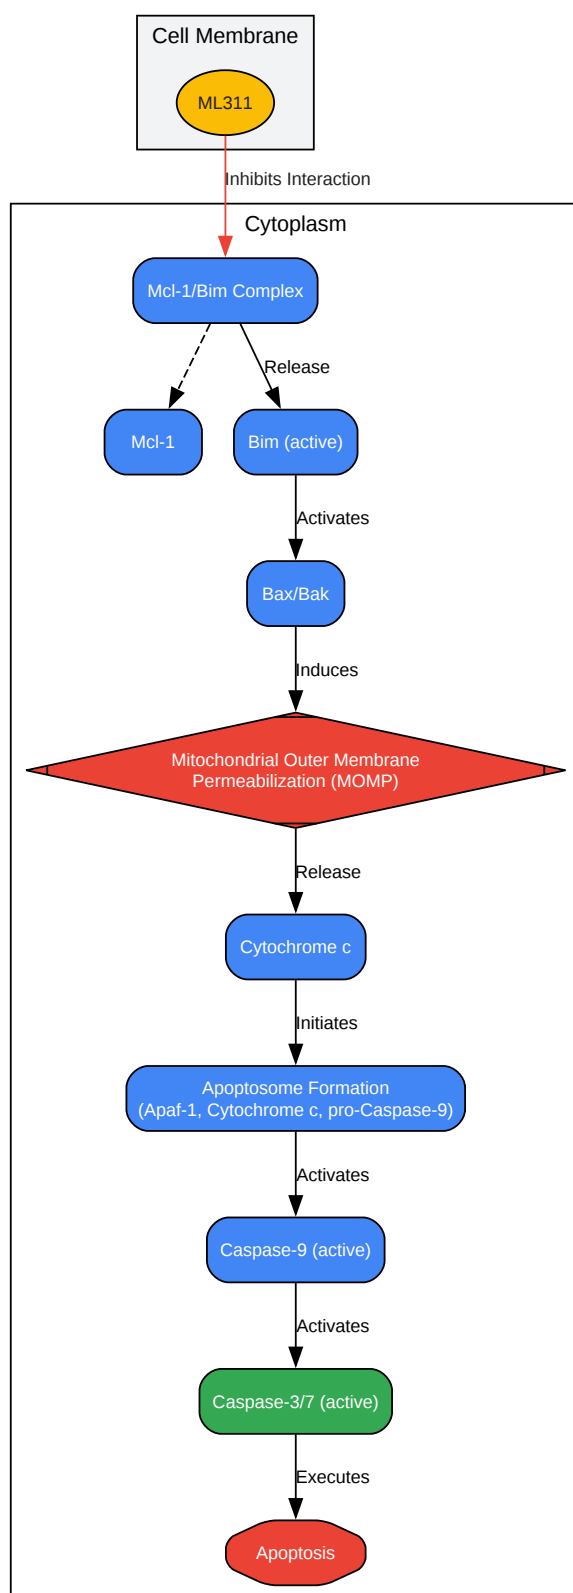 Cell Membrane
ML311
Inhibits Interaction
Cytoplasm
Mcl-1/Bim Complex
Release
Mcl-1
Bim (active)
Activates
Bax/Bak
Induces
Mitochondrial Outer Membrane
Permeabilization (MOMP)
Release
Cytochrome c
Initiates
Apoptosome Formation
(Apaf-1, Cytochrome c, pro-Caspase-9)
Activates
Caspase-9 (active)
Activates
Caspase-3/7 (active)
Executes
Apoptosis